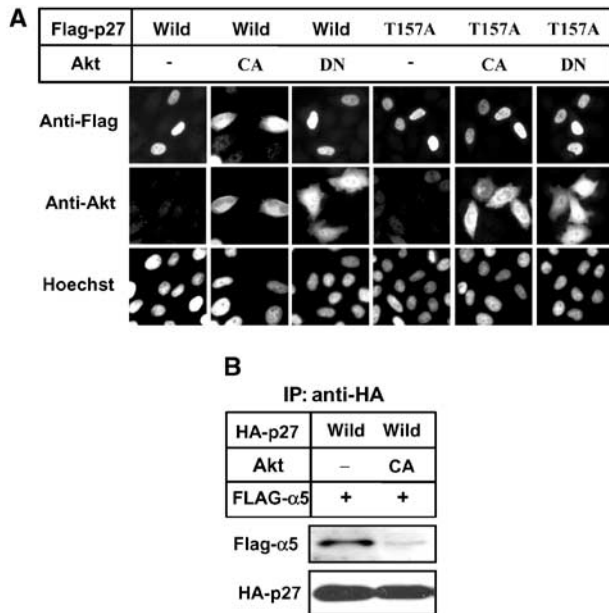 A
Flag-p27 Wild Wild Wild T157A T157A T157A
Akt - CA DN - CA DN
Anti-Flag
Anti-Akt
Hoechst
B
IP: anti-HA
HA-p27 Wild Wild
Akt – CA
FLAG-α5 + +
Flag-α5
HA-p27